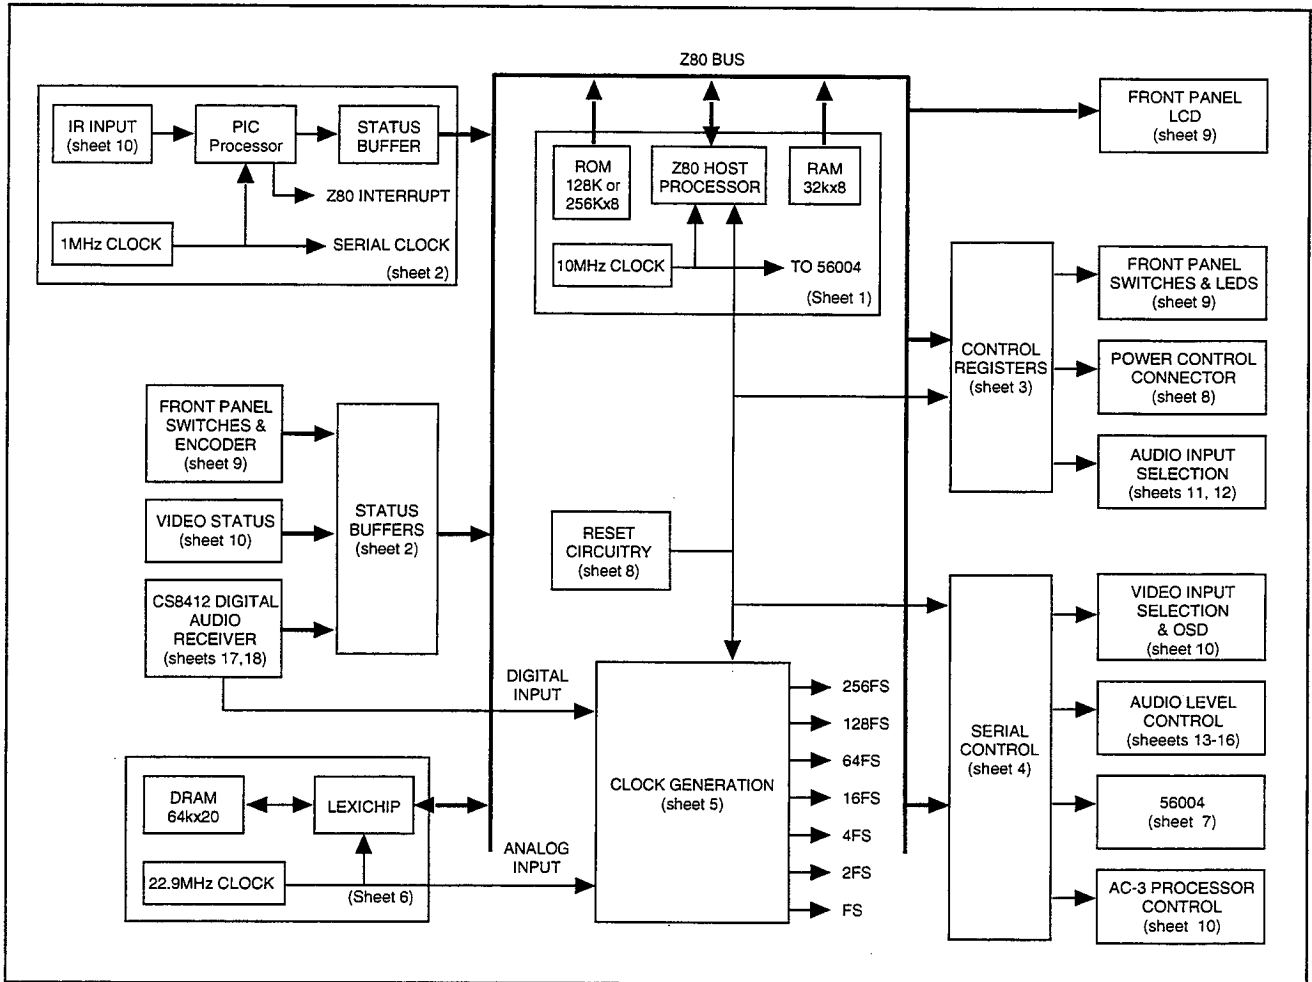 Z80 BUS
IR INPUT
(sheet 10)
PIC
Processor
STATUS
BUFFER
Z80 INTERRUPT
1MHz CLOCK
SERIAL CLOCK
(sheet 2)
ROM
128K or
256Kx8
Z80 HOST
PROCESSOR
RAM
32kx8
10MHz CLOCK
TO 56004
(Sheet 1)
FRONT PANEL
LCD
(sheet 9)
CONTROL
REGISTERS
(sheet 3)
FRONT PANEL
SWITCHES & LEDS
(sheet 9)
POWER CONTROL
CONNECTOR
(sheet 8)
AUDIO INPUT
SELECTION
(sheets 11, 12)
FRONT PANEL
SWITCHES &
ENCODER
(sheet 9)
VIDEO STATUS
(sheet 10)
CS8412 DIGITAL
AUDIO
RECEIVER
(sheets 17,18)
STATUS
BUFFERS
(sheet 2)
RESET
CIRCUITRY
(sheet 8)
DIGITAL
INPUT
ANALOG
INPUT
CLOCK GENERATION
(sheet 5)
256FS
128FS
64FS
16FS
4FS
2FS
FS
DRAM
64kx20
LEXICHIP
22.9MHz CLOCK
(Sheet 6)
SERIAL
CONTROL
(sheet 4)
VIDEO INPUT
SELECTION
& OSD
(sheet 10)
AUDIO LEVEL
CONTROL
(sheeets 13-16)
56004
(sheet 7)
AC-3 PROCESSOR
CONTROL
(sheet 10)